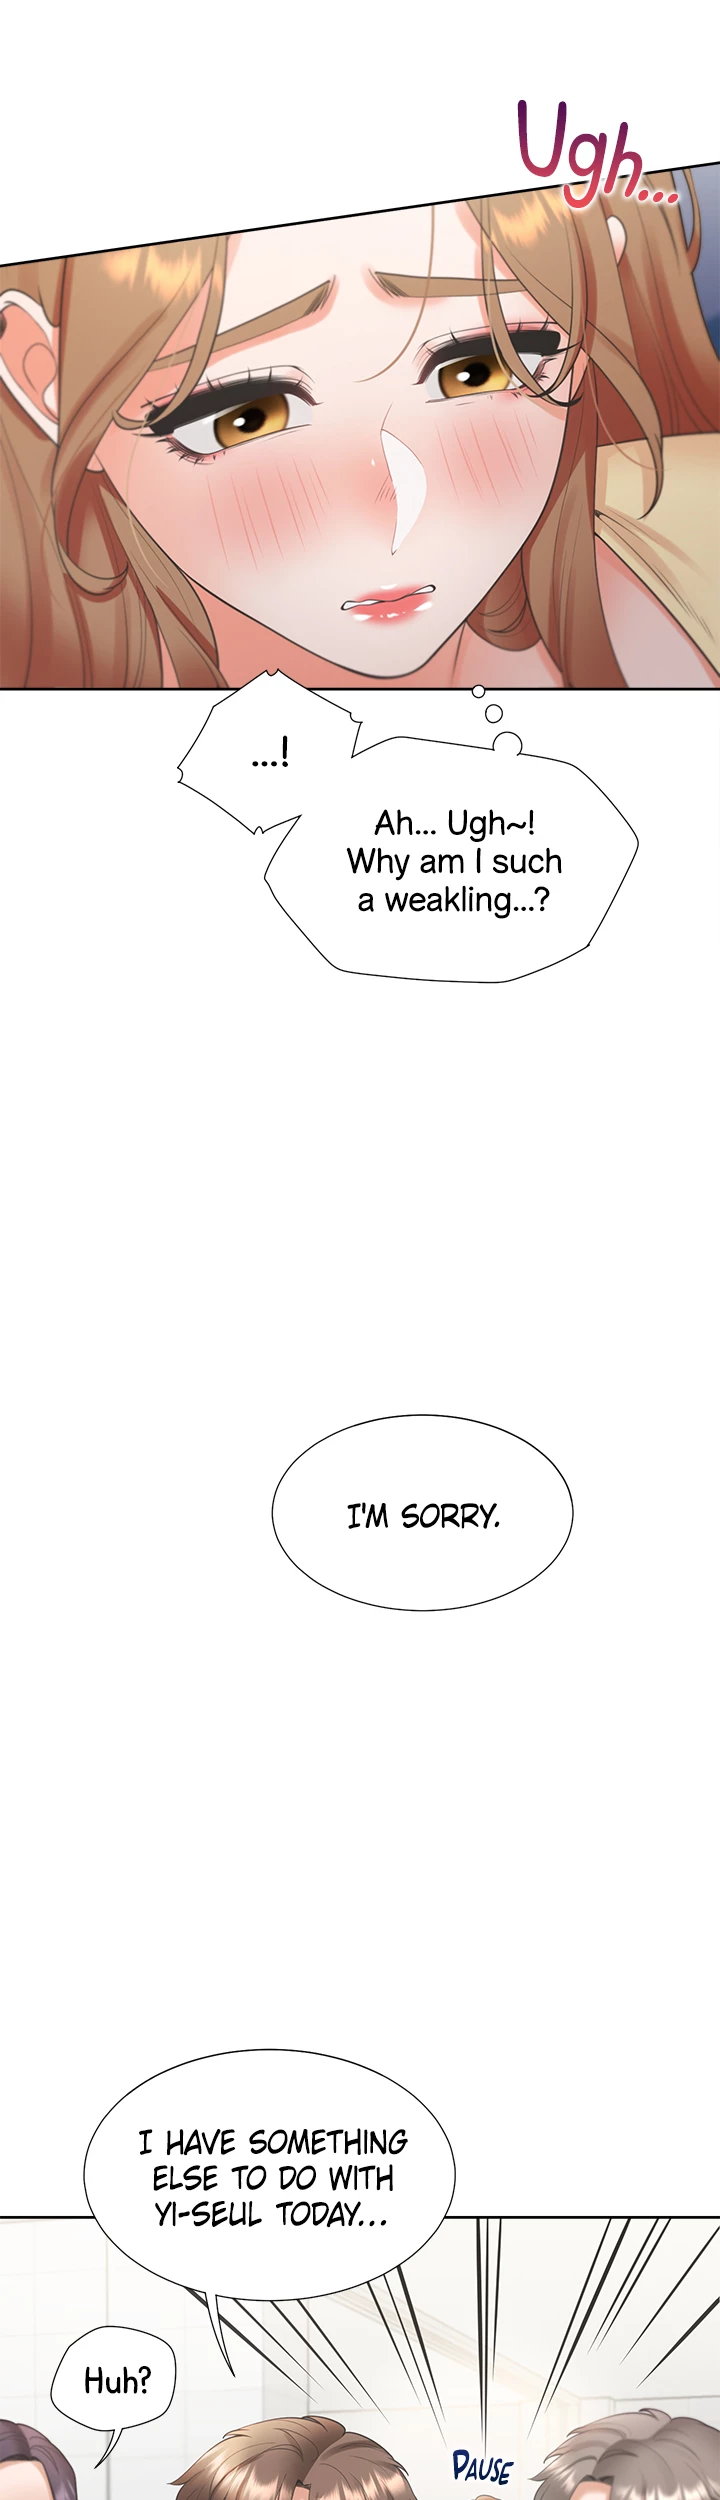 Ugh...
...!
Ah... Ugh~!
Why am I such
a weakling...?
I'M SORRY.
I HAVE SOMETHING
ELSE TO DO WITH
YI-SEUL TODAY...
Huh?
PAUSE